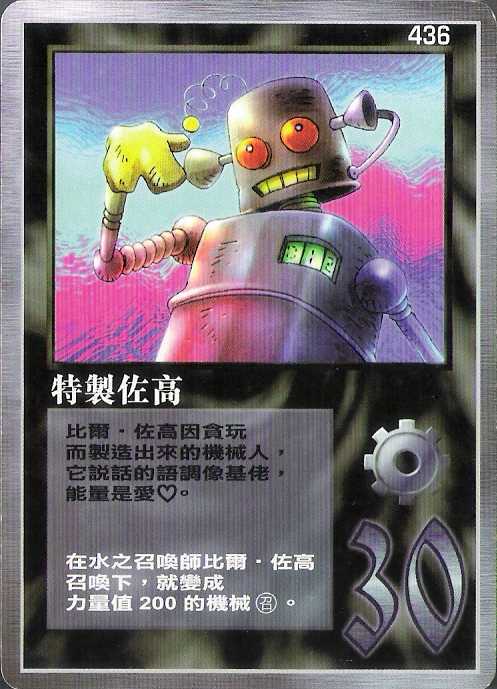 436
012
特製佐高
比爾‧佐高因貪玩
而製造出來的機械人，
它說話的語調像基佬，
能量是愛♡。
在水之召喚師比爾‧佐高
召喚下，就變成
力量值 200 的機械㊂。
30